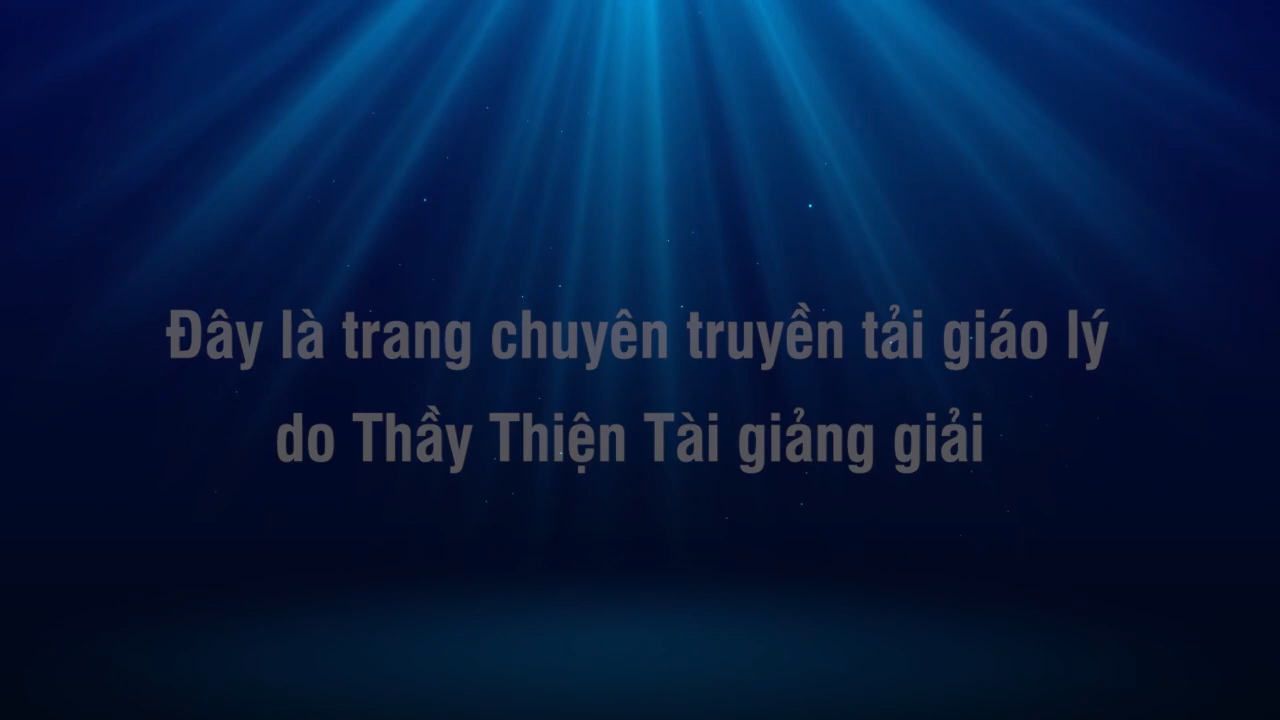 Đây là trang chuyên truyền tải giáo lý
do Thầy Thiện Tài giảng giải